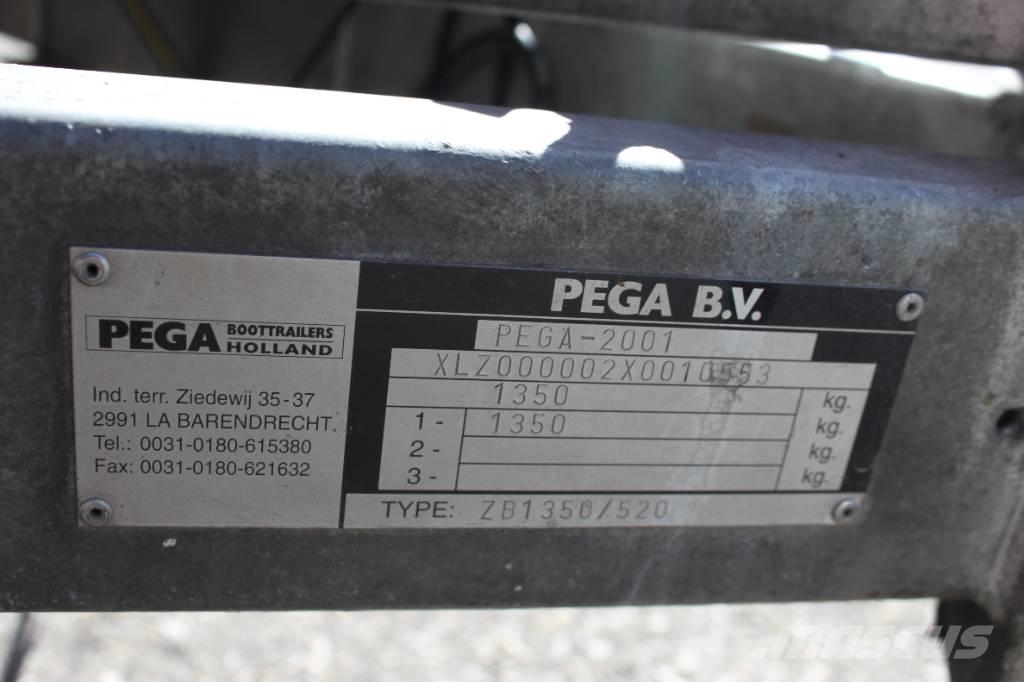 PEGA BOOTTRAILERS HOLLAND
Ind. terr. Ziedewij 35-37
2991 LA BARENDRECHT.
Tel.: 0031-0180-615380
Fax: 0031-0180-621632
PEGA B.V.
PEGA-2001
XLZ000002X0010553
1350 kg.
1- 1350 kg.
2- kg.
3- kg.
TYPE: ZB1350/520
MASCUS